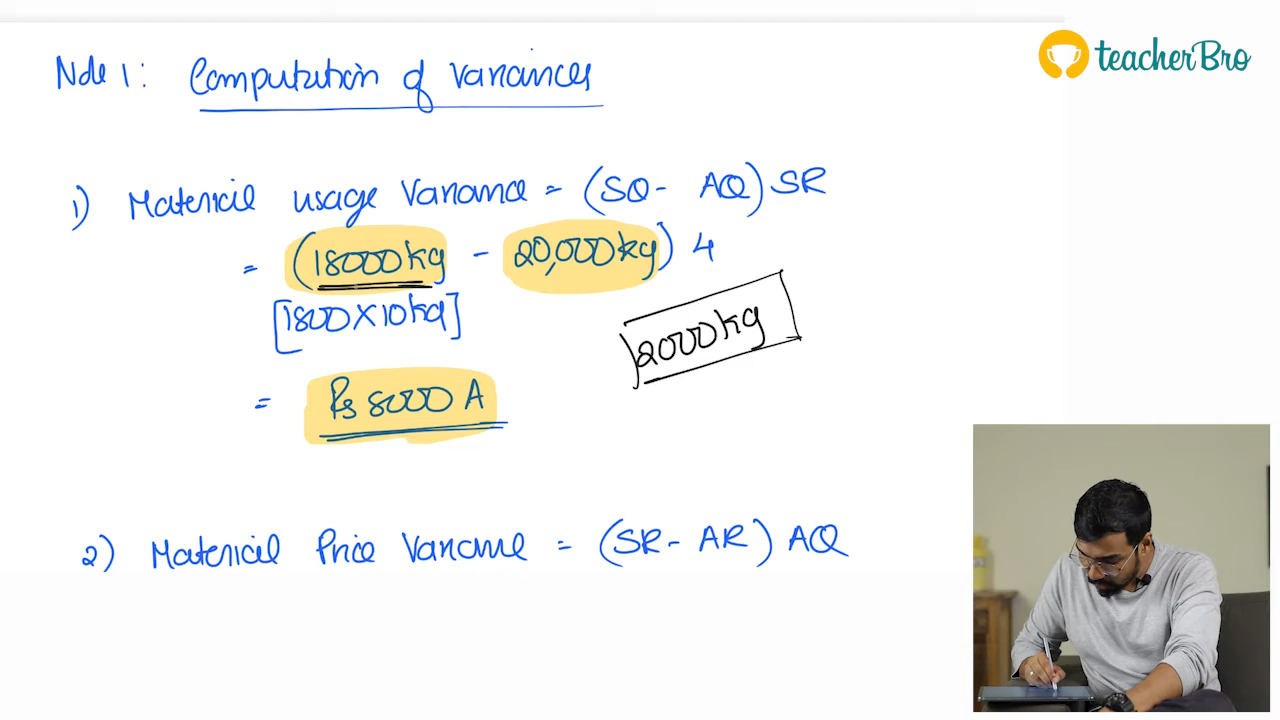 teacherBro
Note 1: Computation of Variances
1) Material usage Variance = (SQ - AQ) SR
= (18000kg - 20,000kg) 4
[1800 X 10kg]
2000kg
= Rs 8000 A
2) Material Price Variance = (SR - AR) AQ